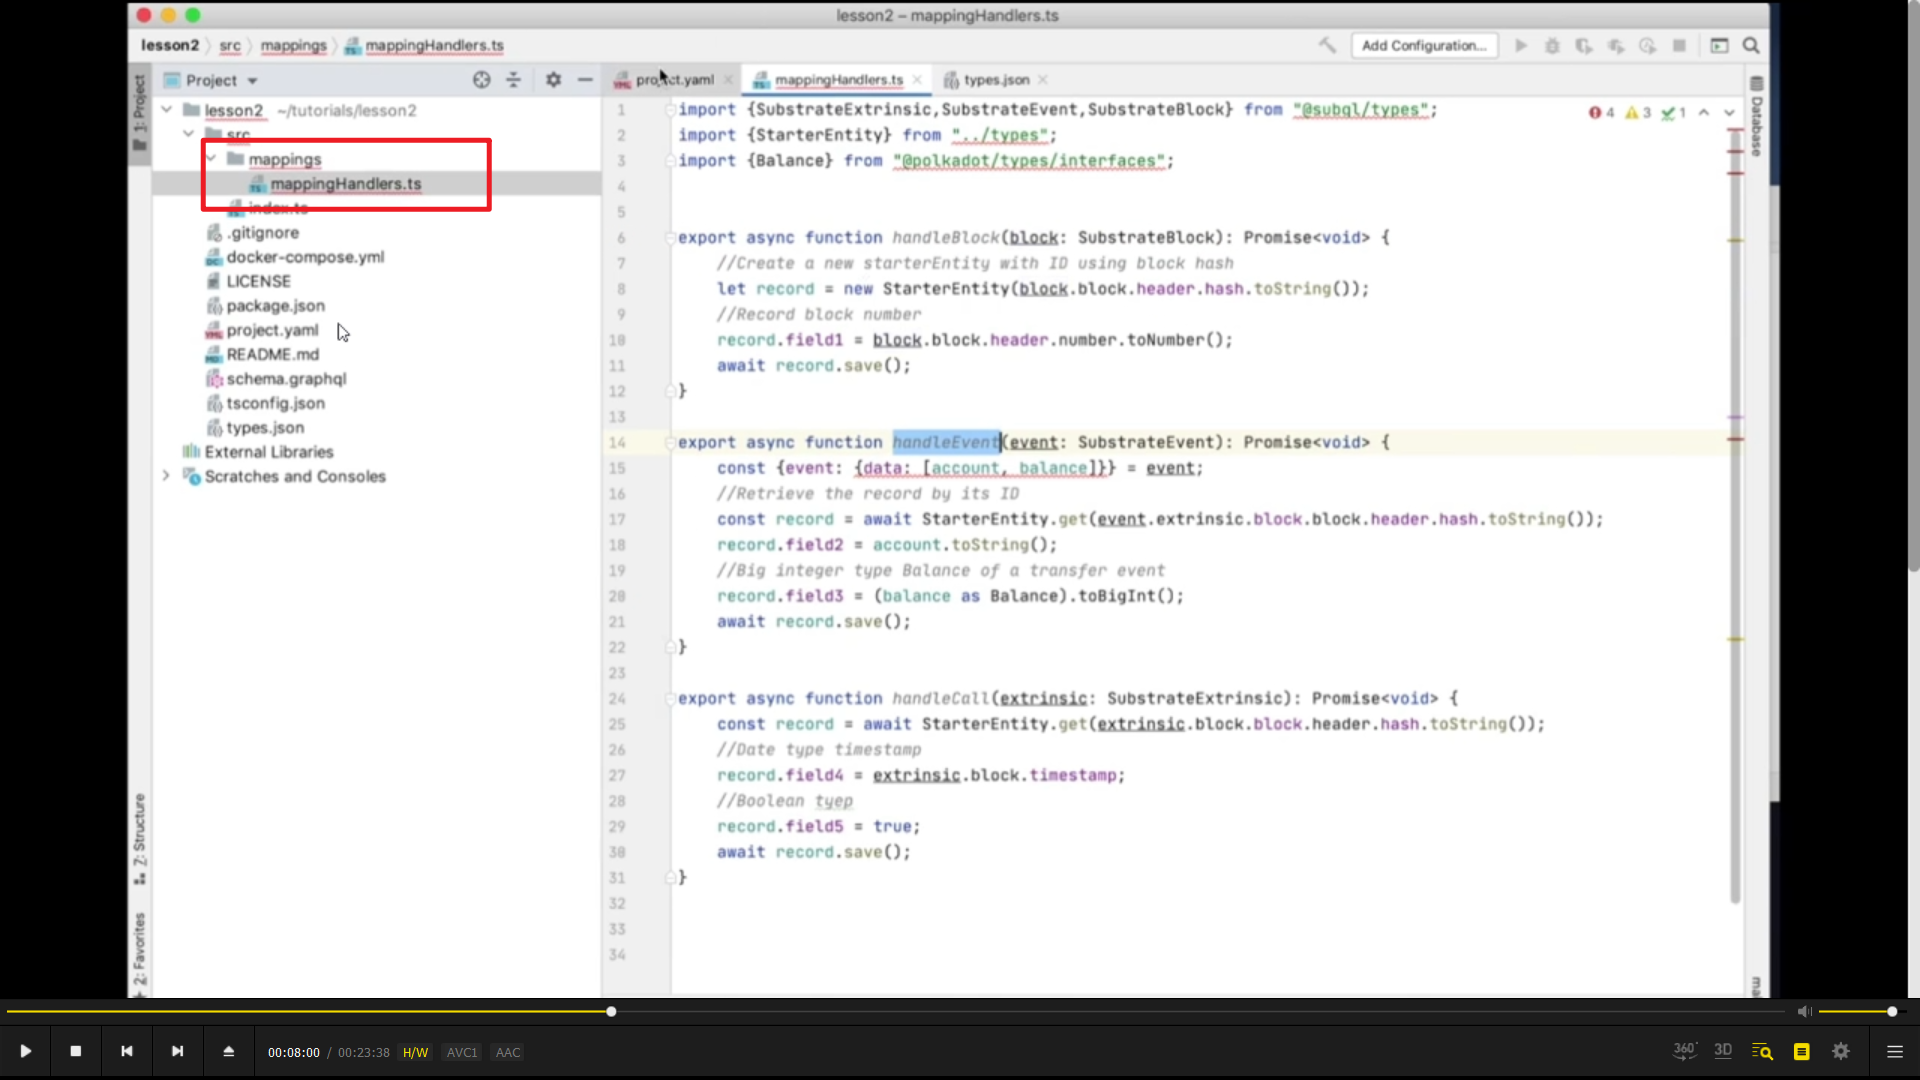 lesson2 – mappingHandlers.ts
lesson2 src mappings mappingHandlers.ts
Add Configuration...
1: Project
Project
project.yaml
mappingHandlers.ts
types.json
lesson2 ~/tutorials/lesson2
src
mappings
mappingHandlers.ts
index.ts
.gitignore
docker-compose.yml
LICENSE
package.json
project.yaml
README.md
schema.graphql
tsconfig.json
types.json
External Libraries
Scratches and Consoles
7: Structure
2: Favorites
4 3 1
Database
1 import {SubstrateExtrinsic,SubstrateEvent,SubstrateBlock} from "@subql/types";
2 import {StarterEntity} from "../types";
3 import {Balance} from "@polkadot/types/interfaces";
4
5
6 export async function handleBlock(block: SubstrateBlock): Promise<void> {
7 //Create a new starterEntity with ID using block hash
8 let record = new StarterEntity(block.block.header.hash.toString());
9 //Record block number
10 record.field1 = block.block.header.number.toNumber();
11 await record.save();
12 }
13
14 export async function handleEvent(event: SubstrateEvent): Promise<void> {
15 const {event: {data: [account, balance]}} = event;
16 //Retrieve the record by its ID
17 const record = await StarterEntity.get(event.extrinsic.block.block.header.hash.toString());
18 record.field2 = account.toString();
19 //Big integer type Balance of a transfer event
20 record.field3 = (balance as Balance).toBigInt();
21 await record.save();
22 }
23
24 export async function handleCall(extrinsic: SubstrateExtrinsic): Promise<void> {
25 const record = await StarterEntity.get(extrinsic.block.block.header.hash.toString());
26 //Date type timestamp
27 record.field4 = extrinsic.block.timestamp;
28 //Boolean tyep
29 record.field5 = true;
30 await record.save();
31 }
32
33
34
00:08:00 / 00:23:38 H/W AVC1 AAC
360° 3D